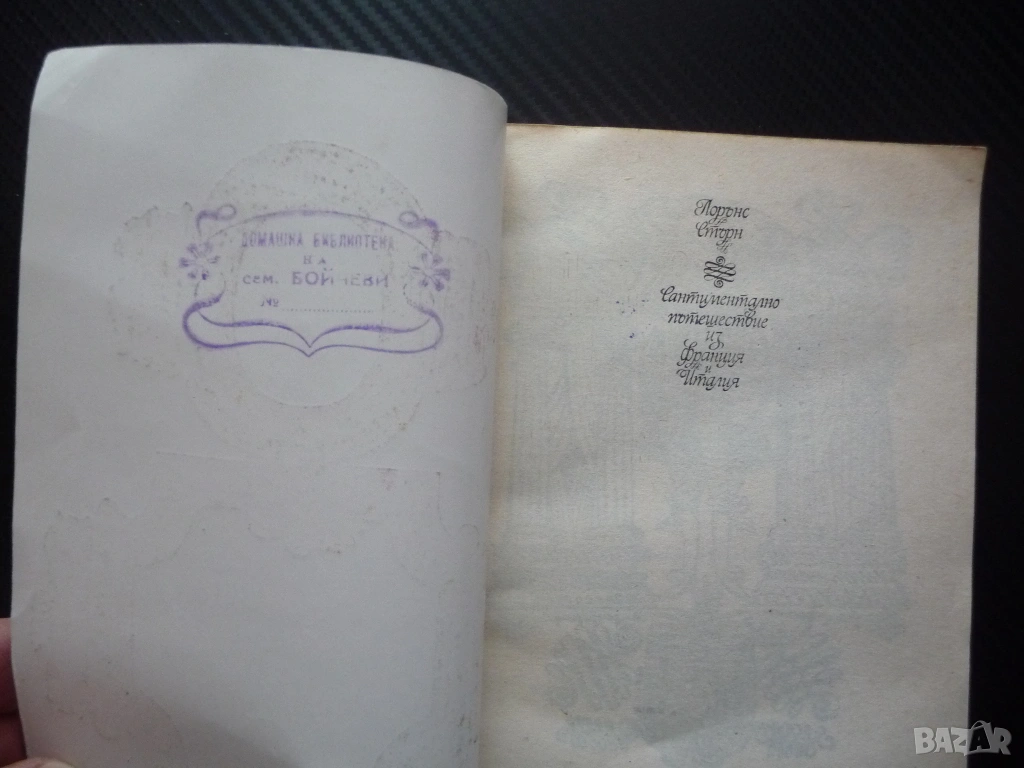 ДОМАШНА БИБЛИОТЕКА
НА
сем. БОЙЧЕВИ
№
Лорънс
Стърн
Сантиментално
пътешествие
из
Франция
и
Италия
BAZAR